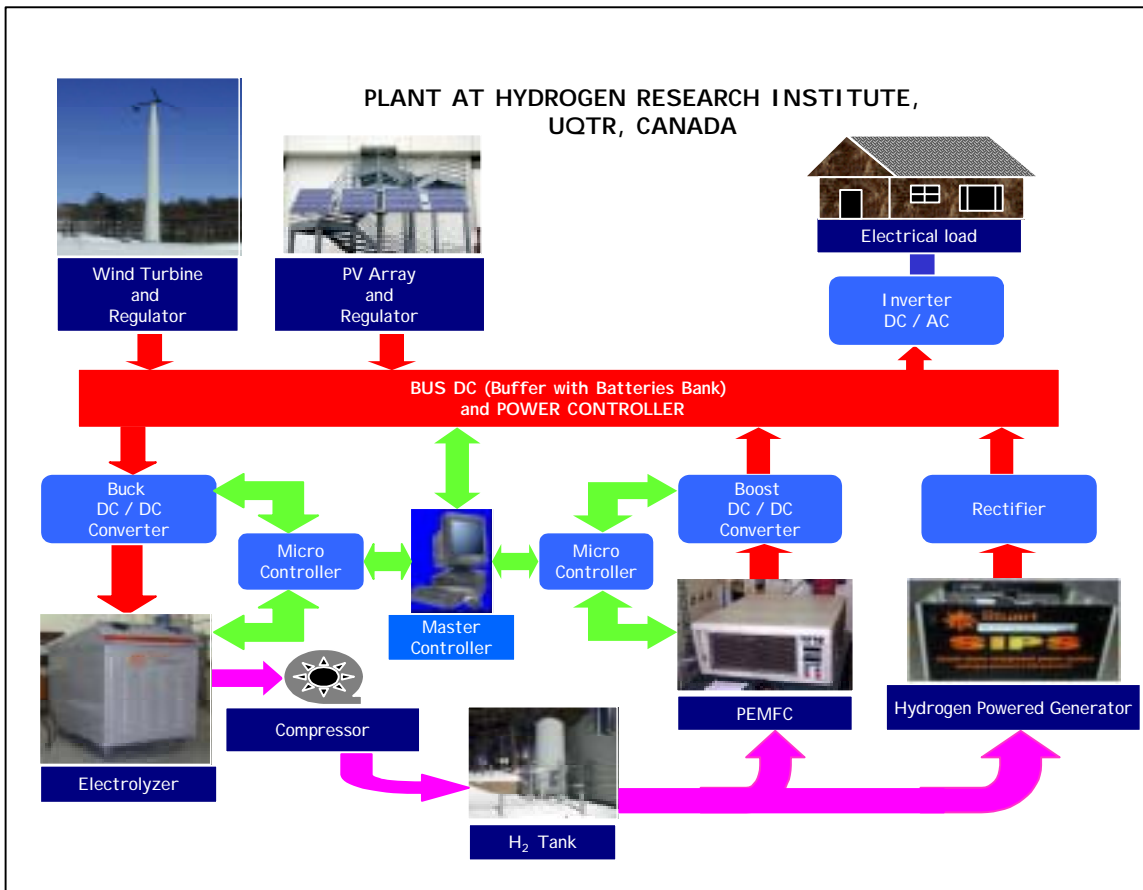 PLANT AT HYDROGEN RESEARCH INSTITUTE,
UQTR, CANADA
Wind Turbine
and
Regulator
PV Array
and
Regulator
Electrical load
Inverter
DC / AC
BUS DC (Buffer with Batteries Bank)
and POWER CONTROLLER
Buck
DC / DC
Converter
Boost
DC / DC
Converter
Rectifier
Micro
Controller
Micro
Controller
Master
Controller
Stuart
SIPS
Electrolyzer
Compressor
PEMFC
Hydrogen Powered Generator
H₂ Tank